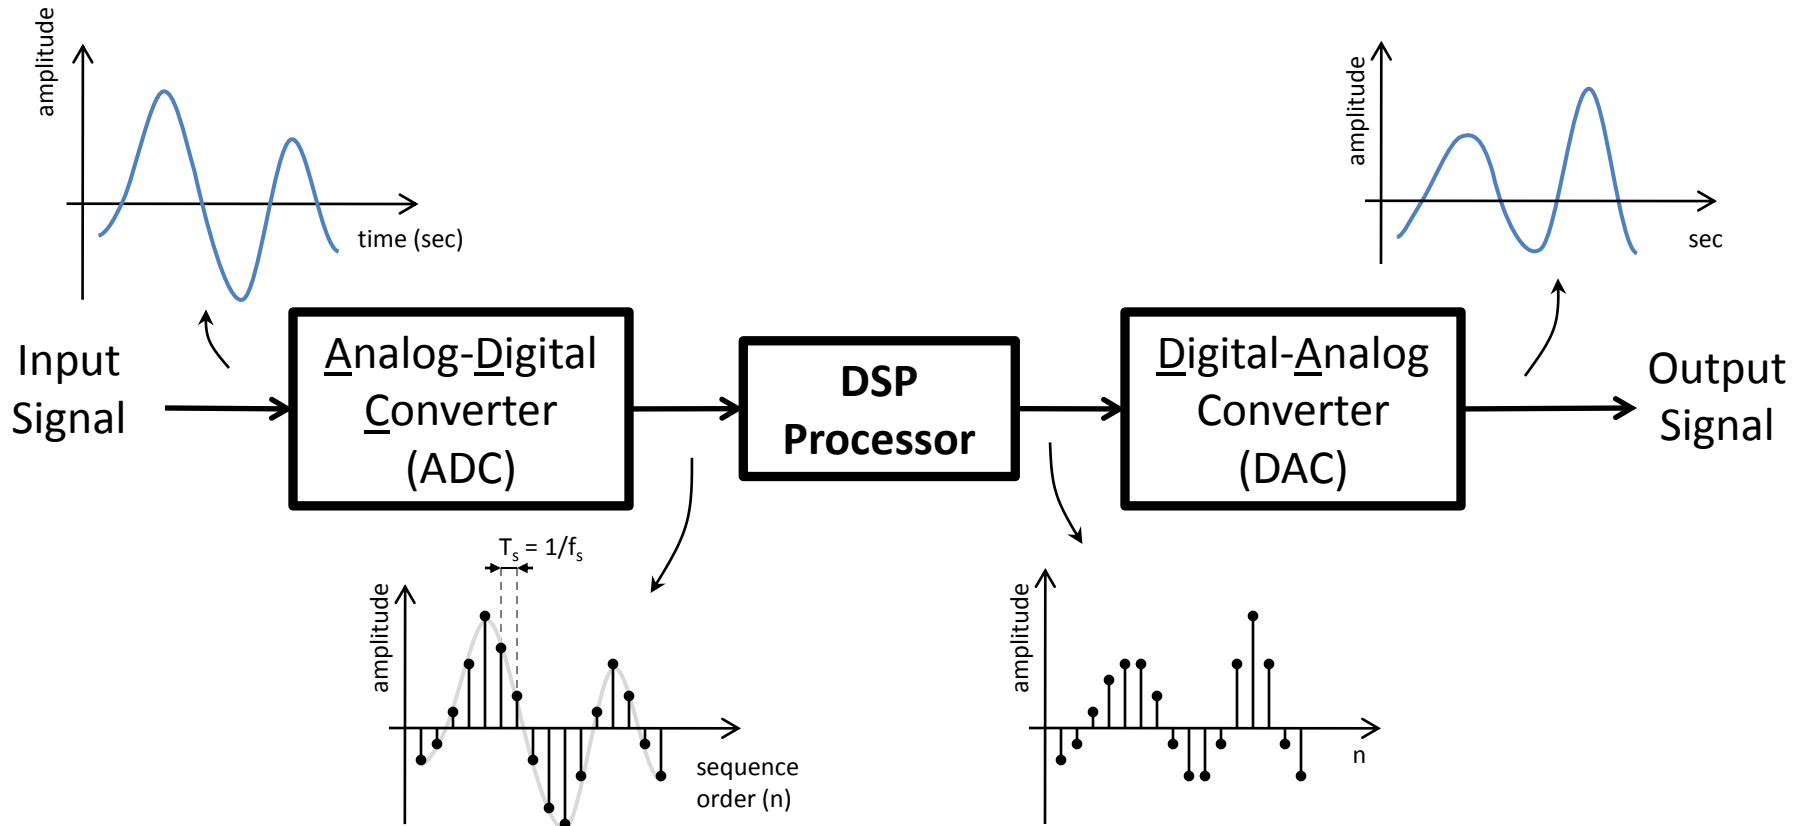 amplitude
time (sec)
amplitude
sec
Input
Signal
Analog-Digital
Converter
(ADC)
DSP
Processor
Digital-Analog
Converter
(DAC)
Output
Signal
Tₛ = 1/fₛ
amplitude
sequence
order (n)
amplitude
n